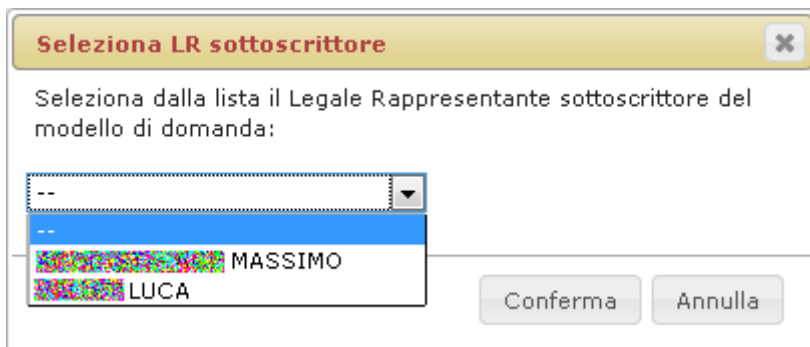 Seleziona LR sottoscrittore
Seleziona dalla lista il Legale Rappresentante sottoscrittore del
modello di domanda:
--
--
MASSIMO
LUCA
Conferma Annulla